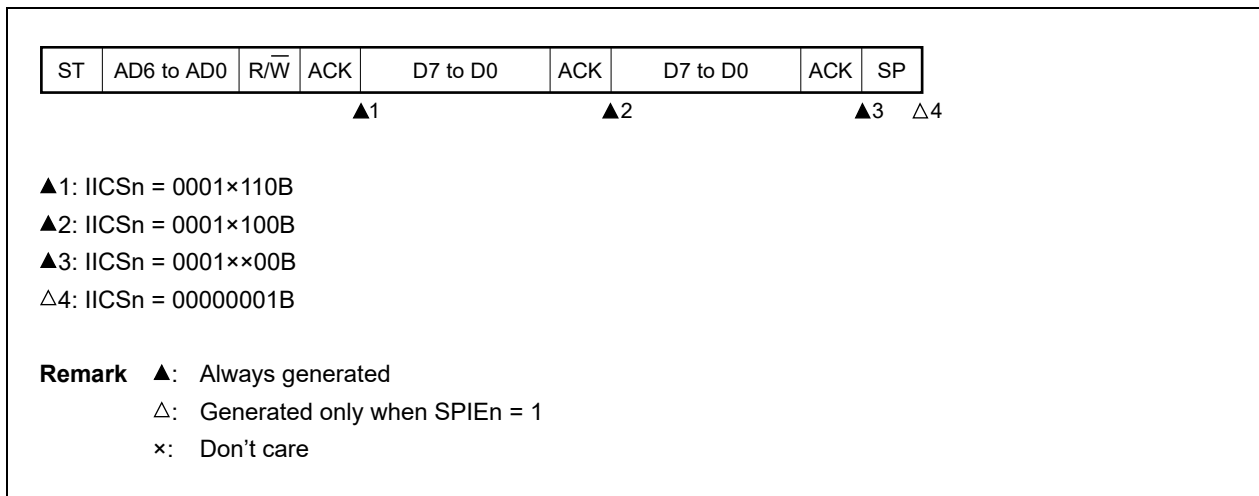 ST AD6 to AD0 R/W̅ ACK D7 to D0 ACK D7 to D0 ACK SP
▲1 ▲2 ▲3 △4
▲1: IICSn = 0001×110B
▲2: IICSn = 0001×100B
▲3: IICSn = 0001××00B
△4: IICSn = 00000001B
Remark ▲: Always generated
△: Generated only when SPIEn = 1
×: Don’t care